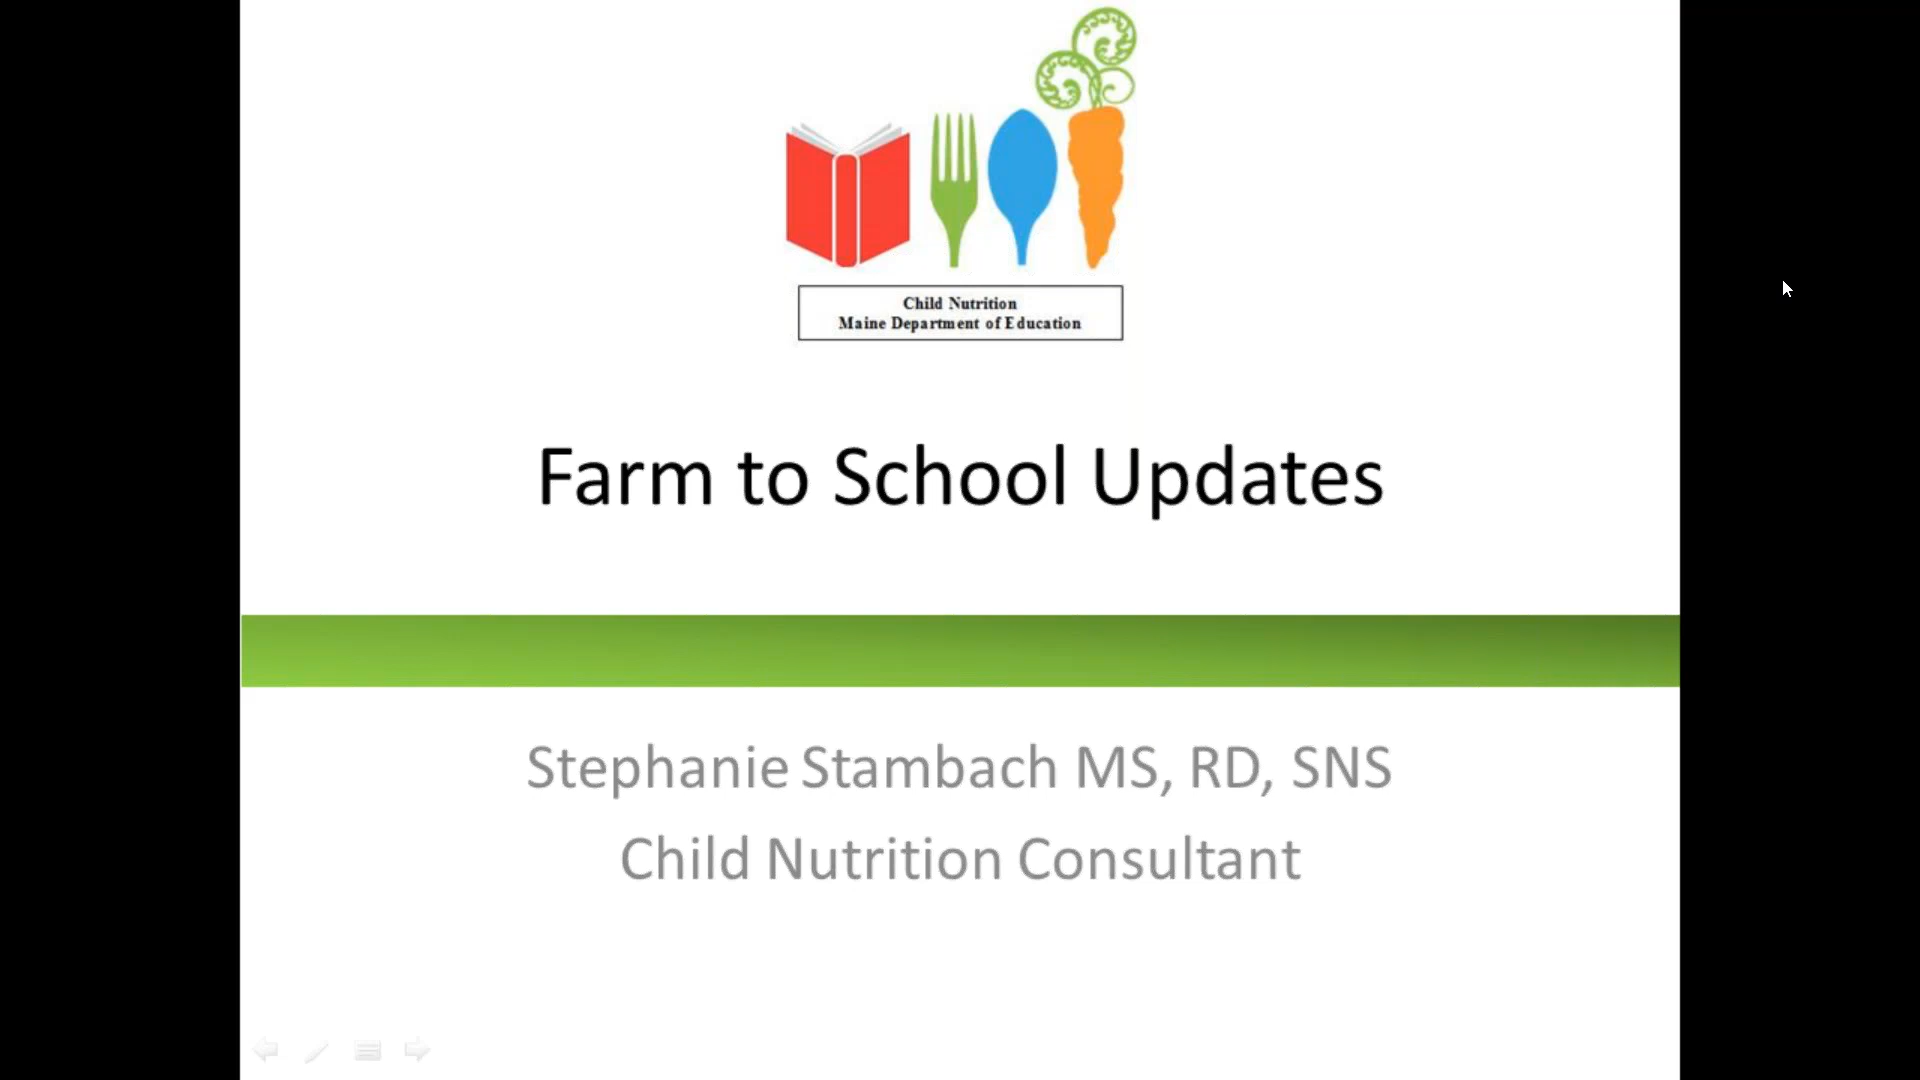 Child Nutrition
Maine Department of Education
Farm to School Updates
Stephanie Stambach MS, RD, SNS
Child Nutrition Consultant